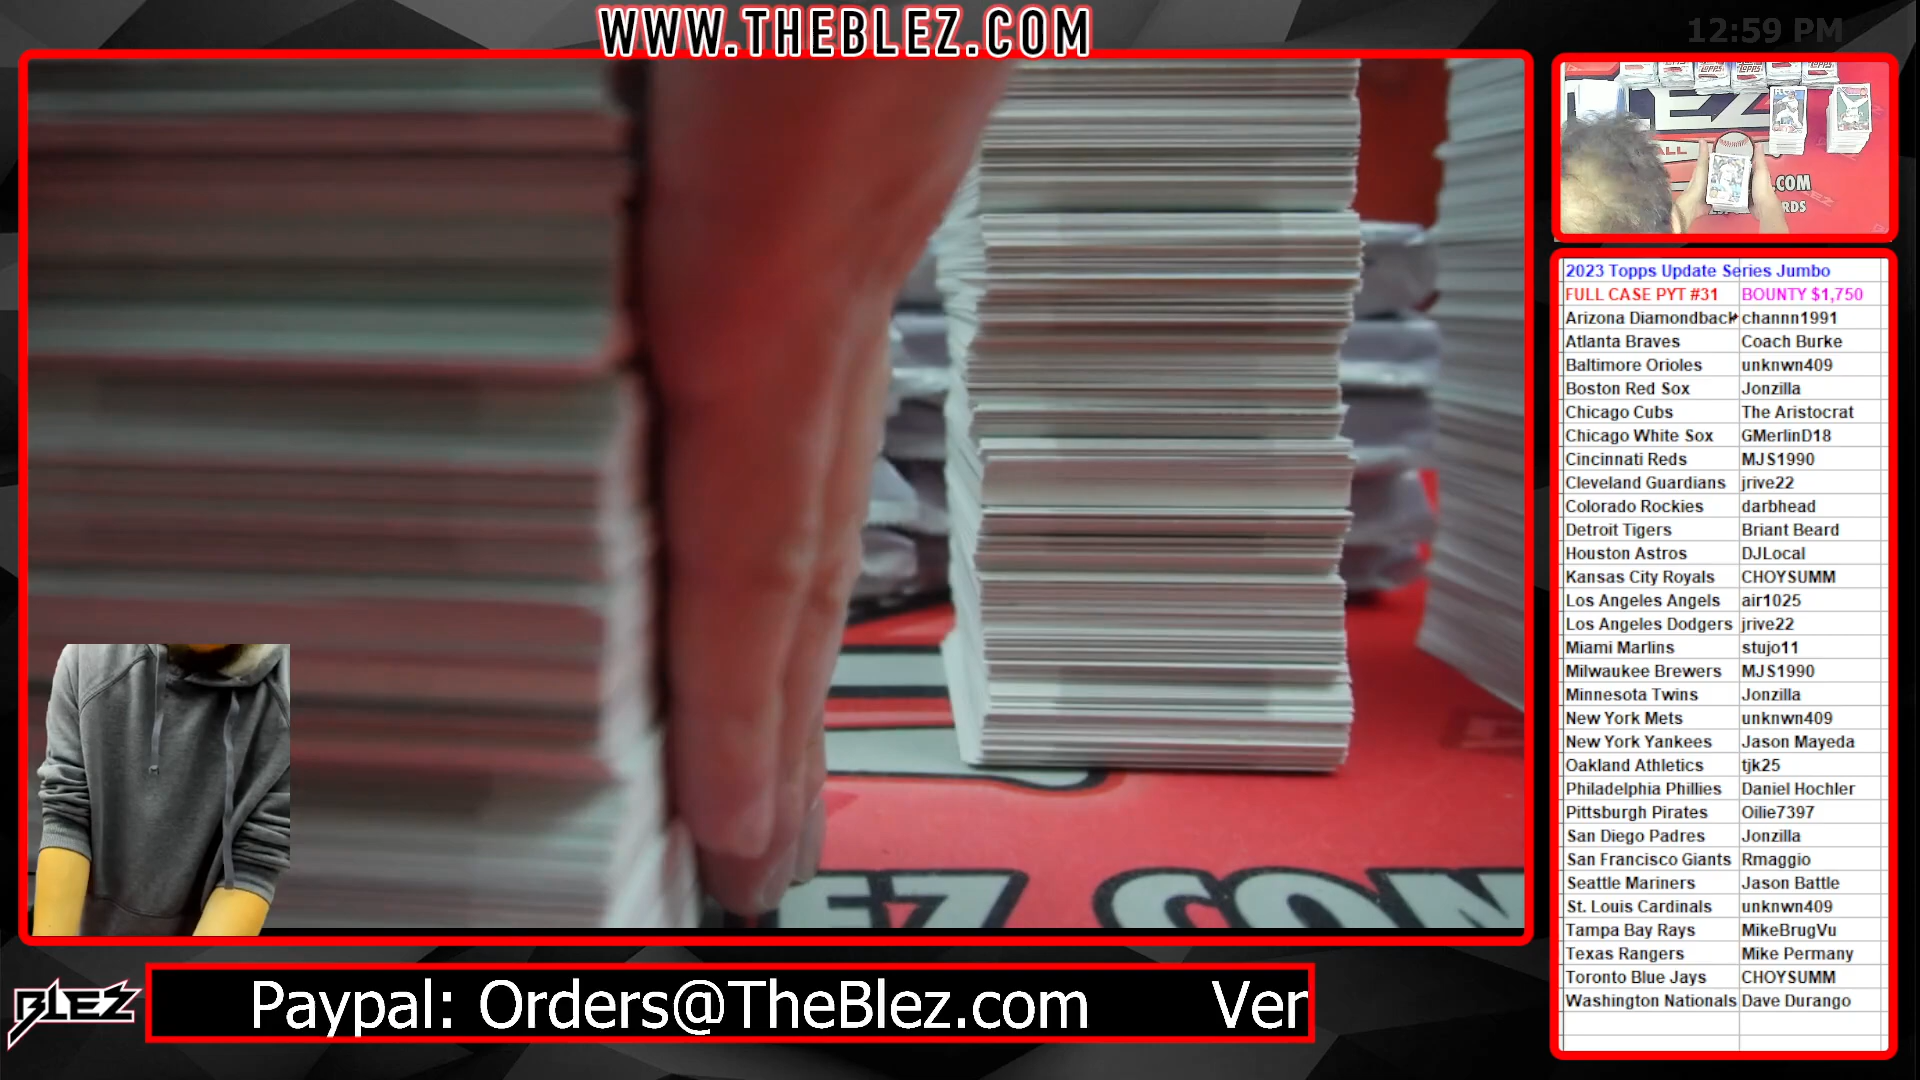 WWW.THEBLEZ.COM
12:59 PM
LEZ
ALL
.COM
RDS
2023 Topps Update Series Jumbo
FULL CASE PYT #31 BOUNTY $1,750
Arizona Diamondback channn1991
Atlanta Braves Coach Burke
Baltimore Orioles unknwn409
Boston Red Sox Jonzilla
Chicago Cubs The Aristocrat
Chicago White Sox GMerlinD18
Cincinnati Reds MJS1990
Cleveland Guardians jrive22
Colorado Rockies darbhead
Detroit Tigers Briant Beard
Houston Astros DJLocal
Kansas City Royals CHOYSUMM
Los Angeles Angels air1025
Los Angeles Dodgers jrive22
Miami Marlins stujo11
Milwaukee Brewers MJS1990
Minnesota Twins Jonzilla
New York Mets unknwn409
New York Yankees Jason Mayeda
Oakland Athletics tjk25
Philadelphia Phillies Daniel Hochler
Pittsburgh Pirates Oilie7397
San Diego Padres Jonzilla
San Francisco Giants Rmaggio
Seattle Mariners Jason Battle
St. Louis Cardinals unknwn409
Tampa Bay Rays MikeBrugVu
Texas Rangers Mike Permany
Toronto Blue Jays CHOYSUMM
Washington Nationals Dave Durango
EZ.COM
BLEZ
Paypal: Orders@TheBlez.com Ver